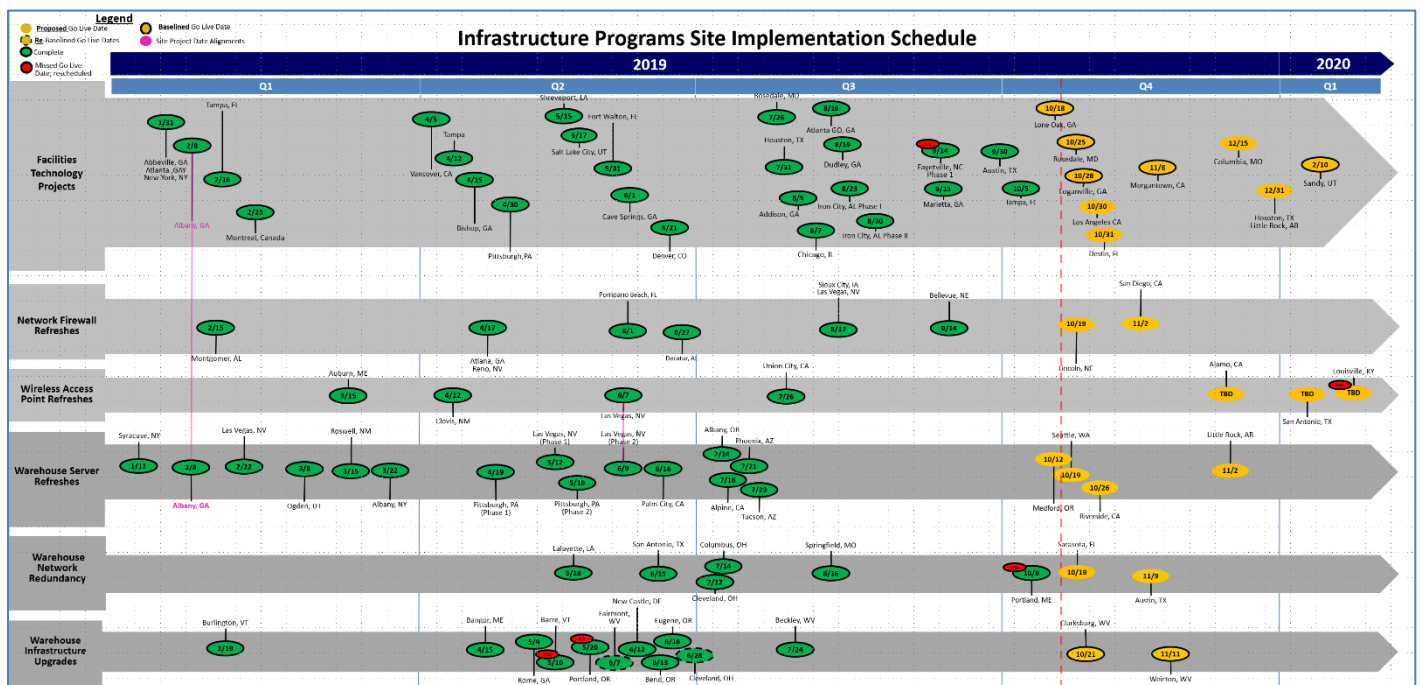 Legend
Proposed Go Live Date
Baselined Go Live Date
Re Baselined Go Live Dates
Site Project Date Alignments
Complete
Missed Go Live
Date; rescheduled
Infrastructure Programs Site Implementation Schedule
2019
2020
Q1
Q2
Q3
Q4
Q1
Facilities
Technology
Projects
1/31
Abbeville, GA
Atlanta ,GAY
New York, NY
2/8
Albany, GA
Tampa, FL
2/16
2/23
Montreal, Canada
4/5
Vancover, CA
Tampa
4/12
4/15
Bishop, GA
4/30
Pittsburgh,PA
Shreveport, LA
5/15
5/17
Salt Lake City, UT
Fort Walton, FL
5/31
6/1
Cave Springs, GA
6/21
Denver, CO
Rosedale, MD
7/26
Houston, TX
7/31
Addison, GA
8/7
Chicago, IL
8/16
Atlanta GO, GA
8/19
Dudley, GA
8/23
Iron City, AL Phase I
8/30
Iron City, AL Phase II
9/14
Fayetville, NC
Phase 1
9/13
Marietta, GA
9/30
Austin, TX
10/5
Tampa, FL
10/18
Lone Oak, GA
10/25
Rosedale, MD
10/28
Loganville, GA
10/30
Los Angeles CA
10/31
Destin, FL
11/8
Morgantown, CA
12/15
Columbia, MO
12/31
Houston, TX
Little Rock, AR
2/10
Sandy, UT
Network Firewall
Refreshes
2/15
Montgomer, AL
4/17
Atlana, GA
Reno, NV
Pompano Beach, FL
6/1
6/27
Decatur, AL
Sioux City, IA
Las Vegas, NV
8/17
Bellevue, NE
9/14
10/19
Lincoln, NE
San Diego, CA
11/2
Wireless Access
Point Refreshes
Auburn, ME
3/15
4/12
Clovis, NM
6/7
Las Vegas, NV
Union City, CA
7/26
Alamo, CA
TBD
TBD
San Antonio, TX
Louisville, KY
TBD
Warehouse Server
Refreshes
Syracuse, NY
1/11
2/8
Albany, GA
Las Vegas, NV
2/22
3/8
Ogden, UT
Roswell, NM
3/15
3/22
Albany, NY
4/19
Pittsburgh, PA
(Phase 1)
Las Vegas, NV
(Phase 1)
5/12
5/19
Pittsburgh, PA
(Phase 2)
Las Vegas, NV
(Phase 2)
6/9
6/16
Palm City, CA
Albany, OR
7/14
7/16
Alpine, CA
Phoenix, AZ
7/21
7/23
Tucson, AZ
10/12
Medford, OR
Seattle, WA
10/19
10/26
Riverside, CA
Little Rock, AR
11/2
Warehouse
Network
Redundancy
Lafayette, LA
5/18
San Antonio, TX
6/15
Columbus, OH
7/14
7/12
Cleveland, OH
Springfield, MO
8/16
10/6
Portland, ME
Sarasota, FL
10/19
11/9
Austin, TX
Warehouse
Infrastructure
Upgrades
Burlington, VT
2/19
Bangor, ME
4/15
5/4
Rome, GA
Barre, VT
5/10
5/20
Portland, OR
Fairmont,
WV
6/7
New Castle, DE
6/12
6/13
Bend, OR
Eugene, OR
6/18
6/28
Cleveland, OH
Beckley, WV
7/24
Clarksburg, WV
10/21
11/11
Weirton, WV